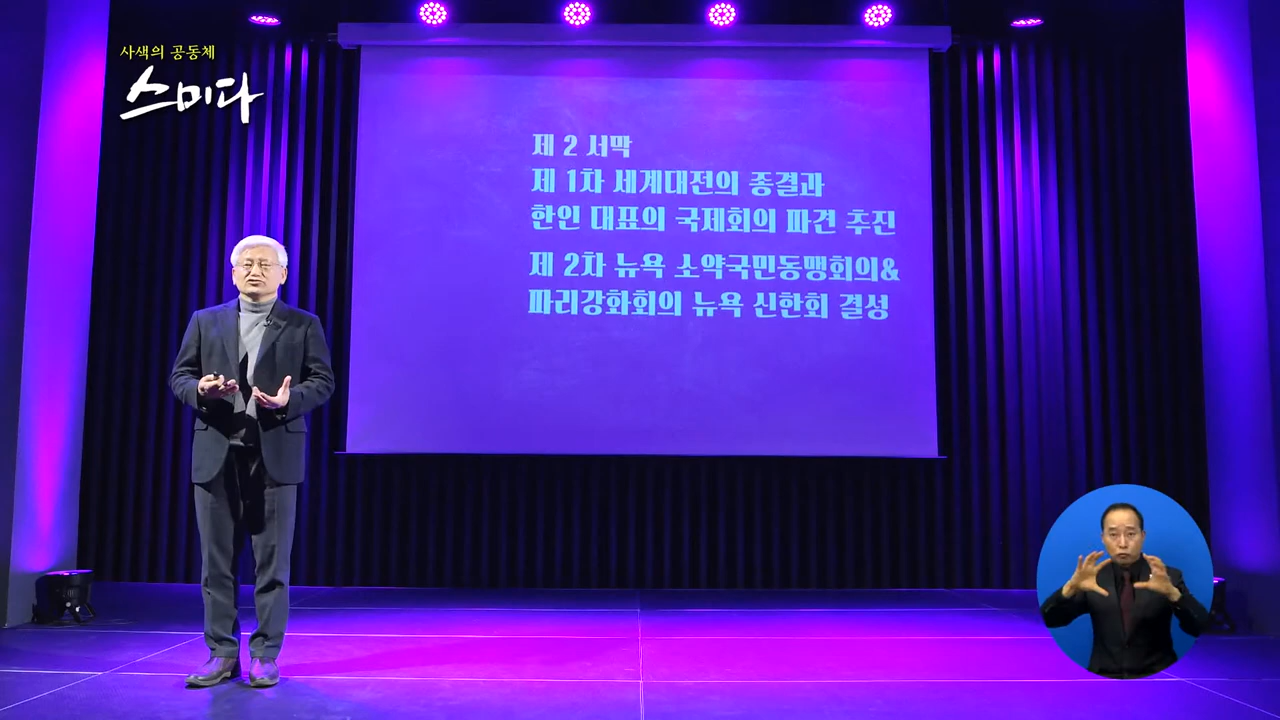 사색의 공동체
스미다
제 2 서막
제 1차 세계대전의 종결과
한인 대표의 국제회의 파견 추진
제 2차 뉴욕 소약국민동맹회의&
파리강화회의 뉴욕 신한회 결성